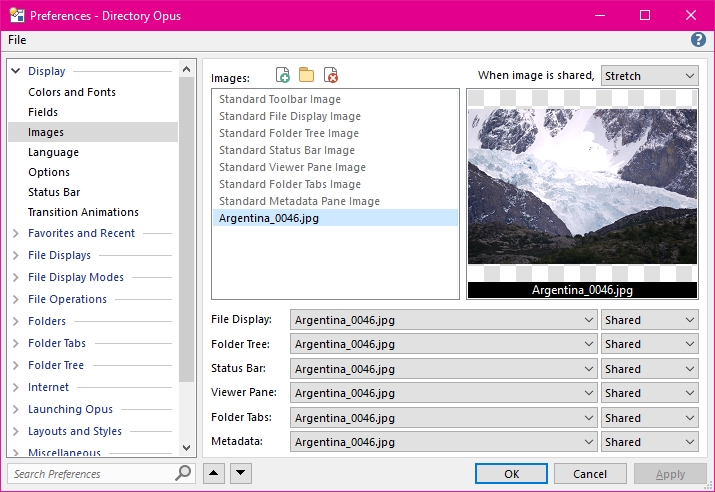 Preferences - Directory Opus
File
Display
Colors and Fonts
Fields
Images
Language
Options
Status Bar
Transition Animations
Favorites and Recent
File Displays
File Display Modes
File Operations
Folders
Folder Tabs
Folder Tree
Internet
Launching Opus
Layouts and Styles
Miscellaneous
Search Preferences
Images:
When image is shared,
Stretch
Standard Toolbar Image
Standard File Display Image
Standard Folder Tree Image
Standard Status Bar Image
Standard Viewer Pane Image
Standard Folder Tabs Image
Standard Metadata Pane Image
Argentina_0046.jpg
Argentina_0046.jpg
File Display: Argentina_0046.jpg Shared
Folder Tree: Argentina_0046.jpg Shared
Status Bar: Argentina_0046.jpg Shared
Viewer Pane: Argentina_0046.jpg Shared
Folder Tabs: Argentina_0046.jpg Shared
Metadata: Argentina_0046.jpg Shared
OK Cancel Apply